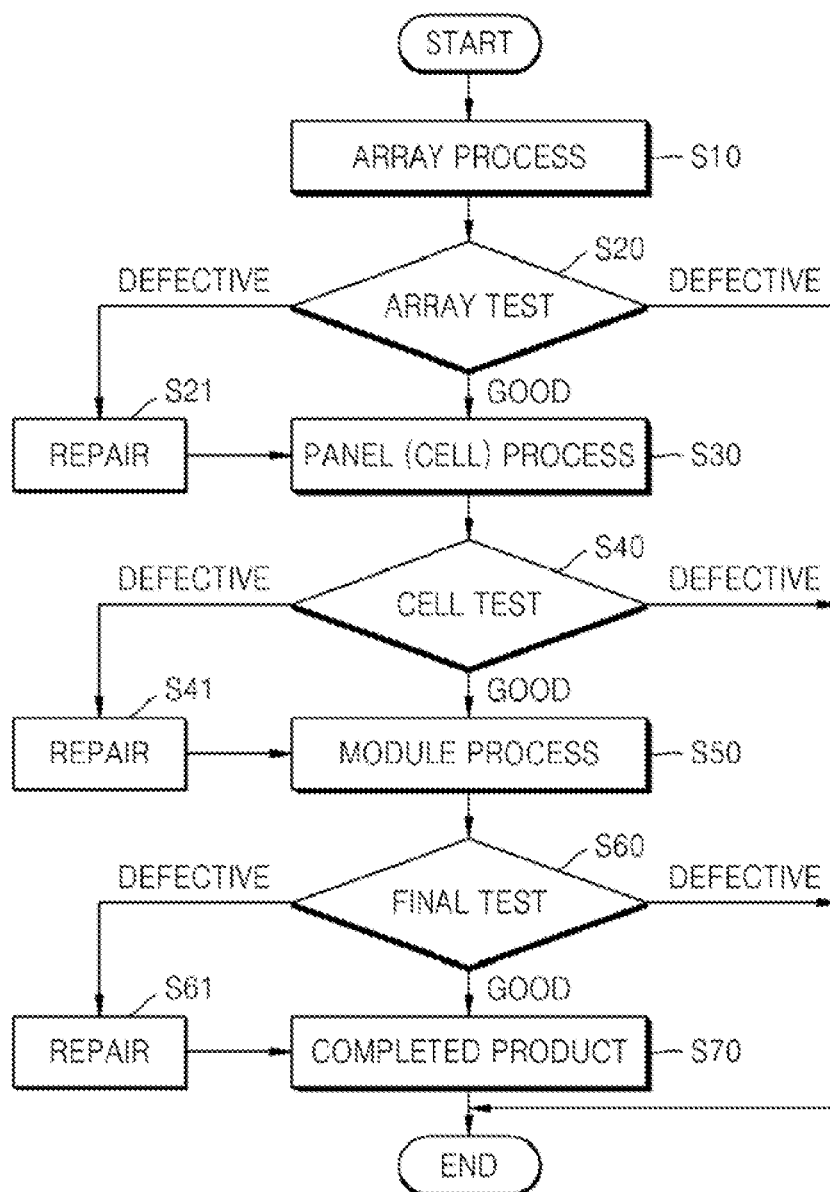 START
ARRAY PROCESS
S10
S20
DEFECTIVE
ARRAY TEST
DEFECTIVE
GOOD
S21
REPAIR
PANEL (CELL) PROCESS
S30
S40
DEFECTIVE
CELL TEST
DEFECTIVE
GOOD
S41
REPAIR
MODULE PROCESS
S50
S60
DEFECTIVE
FINAL TEST
DEFECTIVE
GOOD
S61
REPAIR
COMPLETED PRODUCT
S70
END